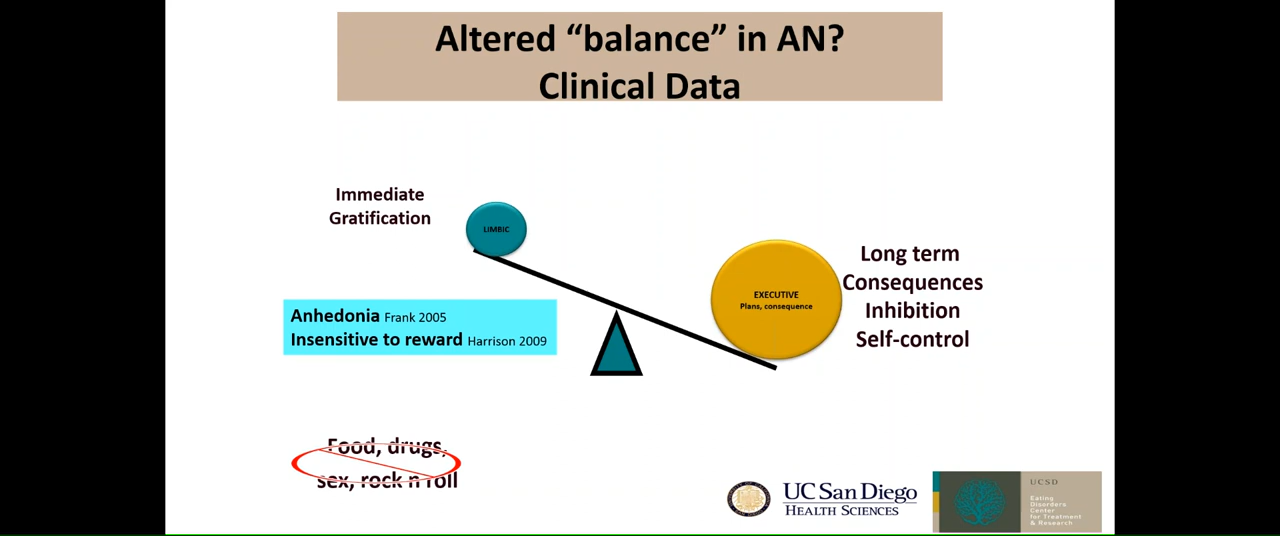 Altered “balance” in AN?
Clinical Data
Immediate
Gratification
LIMBIC
EXECUTIVE
Plans, consequence
Long term
Consequences
Inhibition
Self-control
Anhedonia Frank 2005
Insensitive to reward Harrison 2009
Food, drugs,
sex, rock n roll
UC San Diego
HEALTH SCIENCES
UCSD
Eating
Disorders
Center
for Treatment
& Research